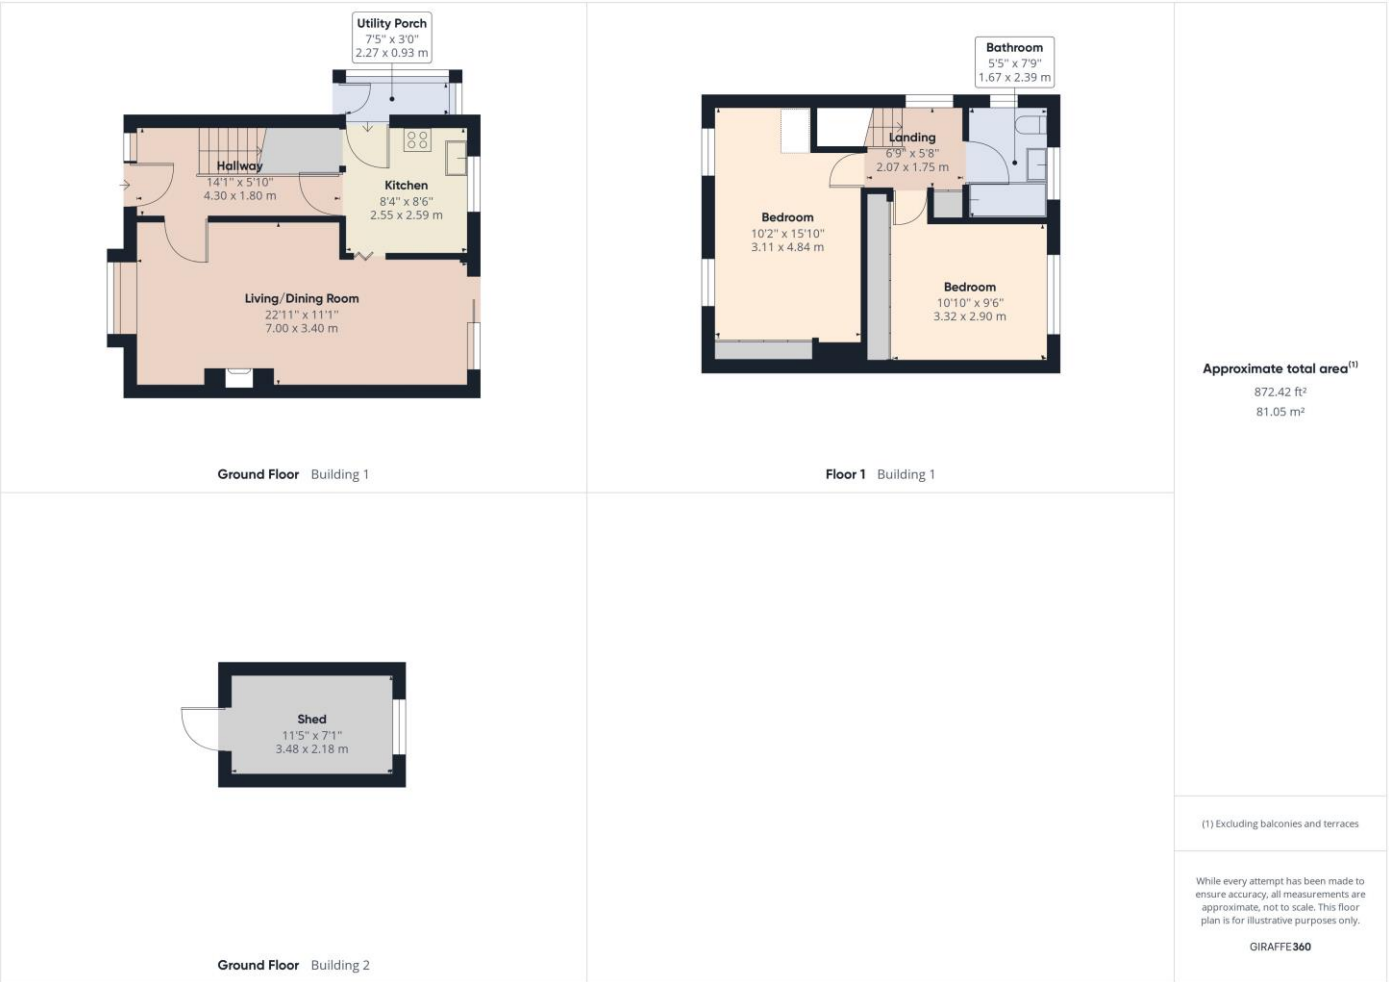 Utility Porch
7'5" x 3'0"
2.27 x 0.93 m
Hallway
14'1" x 5'10"
4.30 x 1.80 m
Kitchen
8'4" x 8'6"
2.55 x 2.59 m
Living/Dining Room
22'11" x 11'1"
7.00 x 3.40 m
Ground Floor Building 1
Bathroom
5'5" x 7'9"
1.67 x 2.39 m
Landing
6'9" x 5'8"
2.07 x 1.75 m
Bedroom
10'2" x 15'10"
3.11 x 4.84 m
Bedroom
10'10" x 9'6"
3.32 x 2.90 m
Floor 1 Building 1
Shed
11'5" x 7'1"
3.48 x 2.18 m
Ground Floor Building 2
Approximate total area(1)
872.42 ft²
81.05 m²
(1) Excluding balconies and terraces
While every attempt has been made to
ensure accuracy, all measurements are
approximate, not to scale. This floor
plan is for illustrative purposes only.
GIRAFFE360